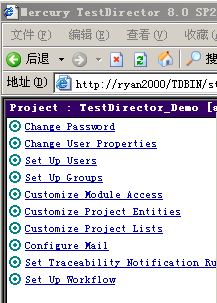 Mercury TestDirector 8.0 SP2
文件(F) 编辑(E) 查看(V) 收藏
后退 搜
地址(D) http://ryan2000/TDBIN/st
Project : TestDirector_Demo [a
Change Password
Change User Properties
Set Up Users
Set Up Groups
Customize Module Access
Customize Project Entities
Customize Project Lists
Configure Mail
Set Traceability Notification Ru
Set Up Workflow